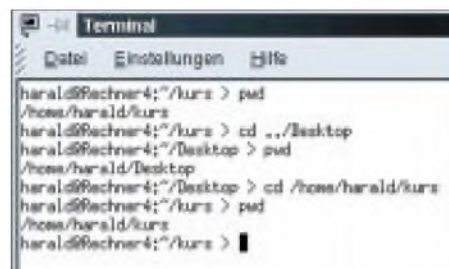 Terminal
Datei Einstellungen Hilfe
harald@Rechner4:~/kurs > pwd
/home/harald/kurs
harald@Rechner4:~/kurs > cd ../Desktop
harald@Rechner4:~/Desktop > pwd
/home/harald/Desktop
harald@Rechner4:~/Desktop > cd /home/harald/kurs
harald@Rechner4:~/kurs > pwd
/home/harald/kurs
harald@Rechner4:~/kurs >